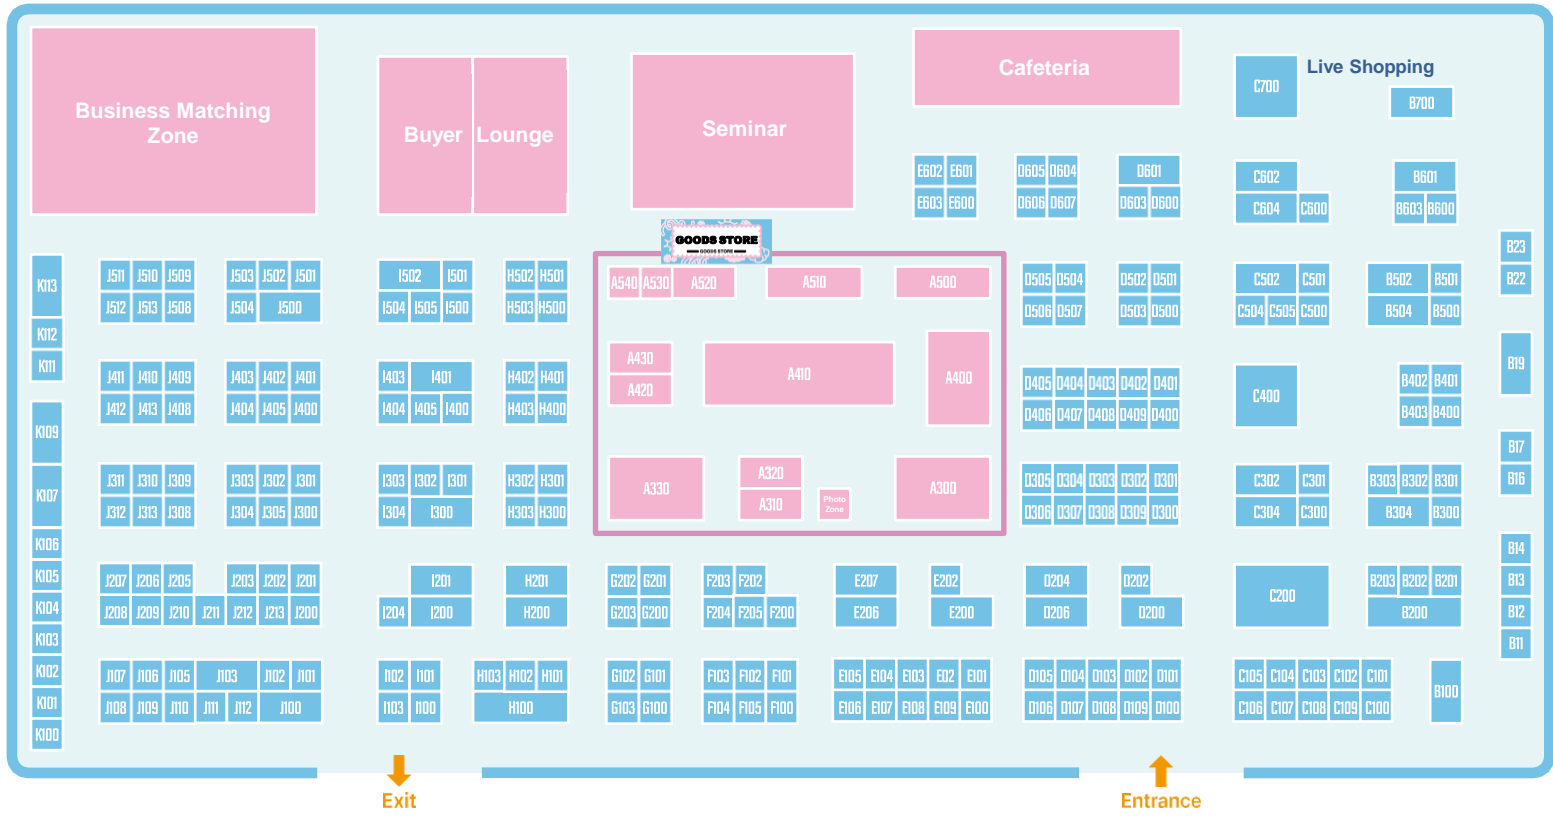 Business Matching
Zone
Buyer Lounge
Seminar
Cafeteria
C700
Live Shopping
B700
E602 E601
E603 E600
D605 D604
D606 D607
D601
D603 D600
C602
C604 C600
B601
B603 B600
GOODS STORE
GOODS STORE
B23
B22
K113
K112
K111
J511 J510 J509
J512 J513 J508
J503 J502 J501
J504 J500
I502 I501
I504 I505 I500
H502 H501
H503 H500
A540 A530 A520 A510 A500
D505 D504
D506 D507
D502 D501
D503 D500
C502 C501
C504 C505 C500
B502 B501
B504 B500
B19
J411 J410 J409
J412 J413 J408
J403 J402 J401
J404 J405 J400
I403 I401
I404 I405 I400
H402 H401
H403 H400
A430
A420
A410
A400
D405 D404 D403 D402 D401
D406 D407 D408 D409 D400
C400
B402 B401
B403 B400
K109
K107
B17
B16
J311 J310 J309
J312 J313 J308
J303 J302 J301
J304 J305 J300
I303 I302 I301
I304 I300
H302 H301
H303 H300
A330
A320
A310
Photo
Zone
A300
D305 D304 D303 D302 D301
D306 D307 D308 D309 D300
C302 C301
C304 C300
B303 B302 B301
B304 B300
K106
K105
K104
K103
K102
K101
K100
J207 J206 J205
J208 J209 J210 J211
J203 J202 J201
J212 J213 J200
I201
I204 I200
H201
H200
G202 G201
G203 G200
F203 F202
F204 F205 F200
E207
E206
E202
E200
D204
D206
D202
D200
C200
B203 B202 B201
B200
B14
B13
B12
B11
J107 J106 J105 J103 J102 J101
J108 J109 J110 J111 J112 J100
I102 I101
I103 I100
H103 H102 H101
H100
G102 G101
G103 G100
F103 F102 F101
F104 F105 F100
E105 E104 E103 E02 E101
E106 E107 E108 E109 E100
D105 D104 D103 D102 D101
D106 D107 D108 D109 D100
C105 C104 C103 C102 C101
C106 C107 C108 C109 C100
B100
Exit
Entrance